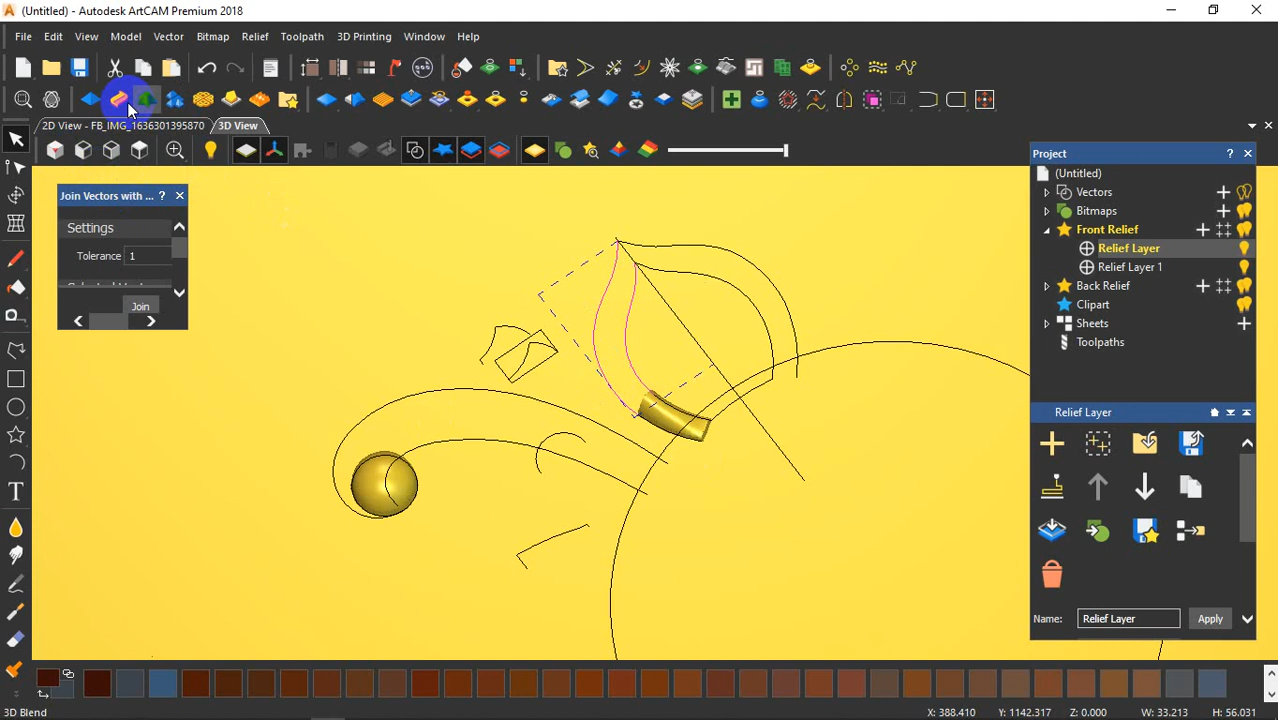 (Untitled) - Autodesk ArtCAM Premium 2018
File Edit View Model Vector Bitmap Relief Toolpath 3D Printing Window Help
2D View - FB_IMG_1636301395870 3D View
Join Vectors with ... ?
Settings
Tolerance 1
Join
Project ?
(Untitled)
Vectors
Bitmaps
Front Relief
Relief Layer
Relief Layer 1
Back Relief
Clipart
Sheets
Toolpaths
Relief Layer
Name: Relief Layer Apply
3D Blend X: 388.410 Y: 1142.317 Z: 0.000 W: 33.213 H: 56.031